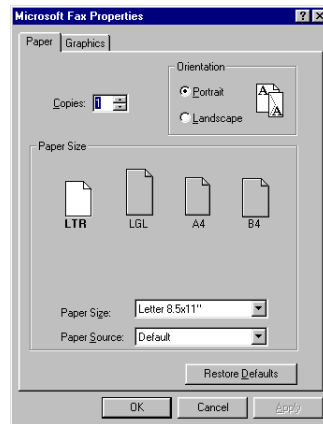 Microsoft Fax Properties
Paper Graphics
Orientation
Copies: 1
Portrait
Landscape
Paper Size
LTR LGL A4 B4
Paper Size: Letter 8.5x11"
Paper Source: Default
Restore Defaults
OK Cancel Apply